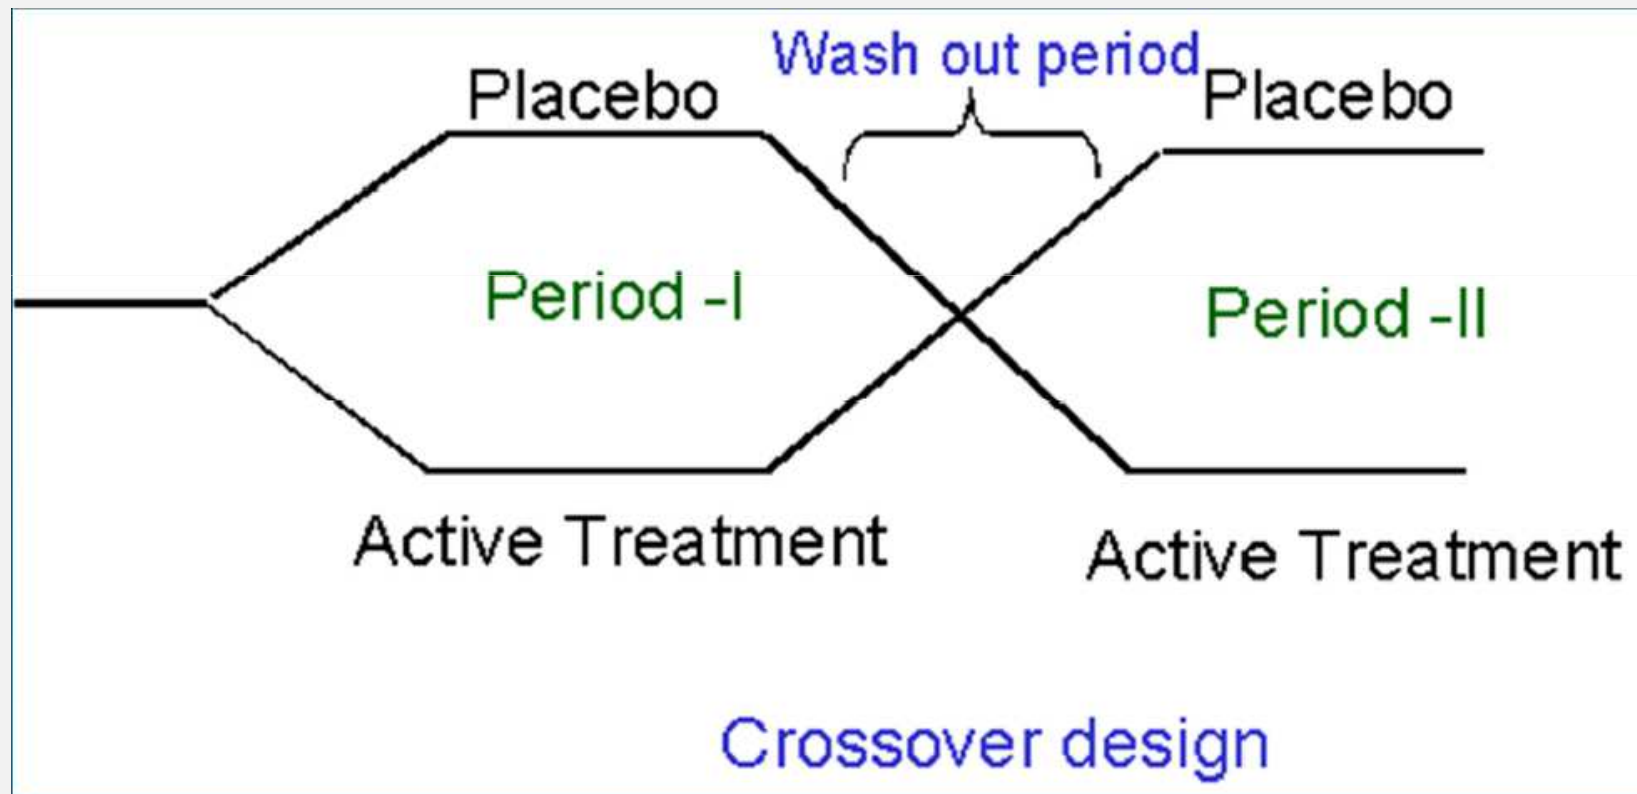 Wash out period
Placebo
Placebo
Period -I
Period -II
Active Treatment
Active Treatment
Crossover design